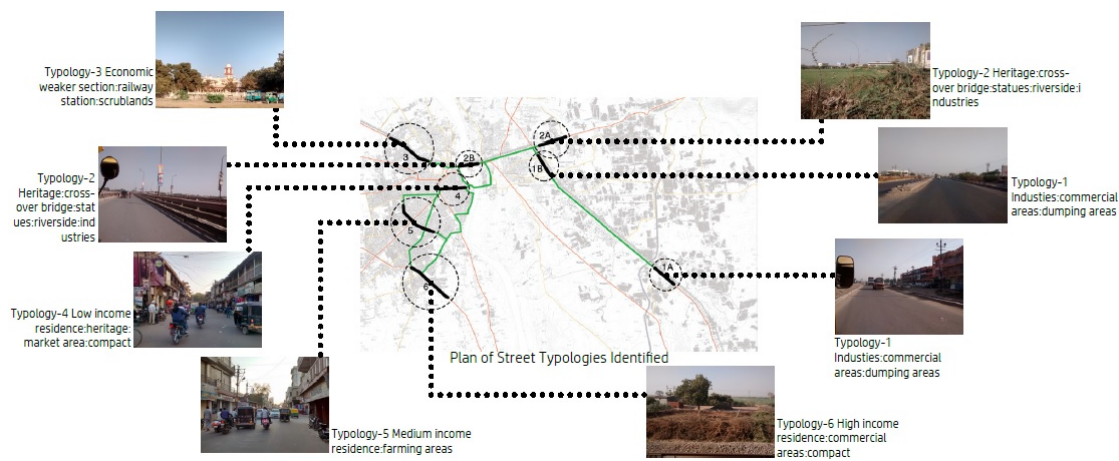 Typology-3 Economic
weaker section:railway
station:scrublands
Typology-2 Heritage:cross-
over bridge:statues:riverside:i
ndustries
Typology-2
Heritage:cross-
over bridge:stat
ues:riverside:ind
ustries
Typology-1
Industies:commercial
areas:dumping areas
3
2B
2A
1B
4
5
1A
6
Typology-4 Low income
residence:heritage:
market area:compact
Typology-1
Industies:commercial
areas:dumping areas
Plan of Street Typologies Identified
Typology-5 Medium income
residence:farming areas
Typology-6 High income
residence:commercial
areas:compact